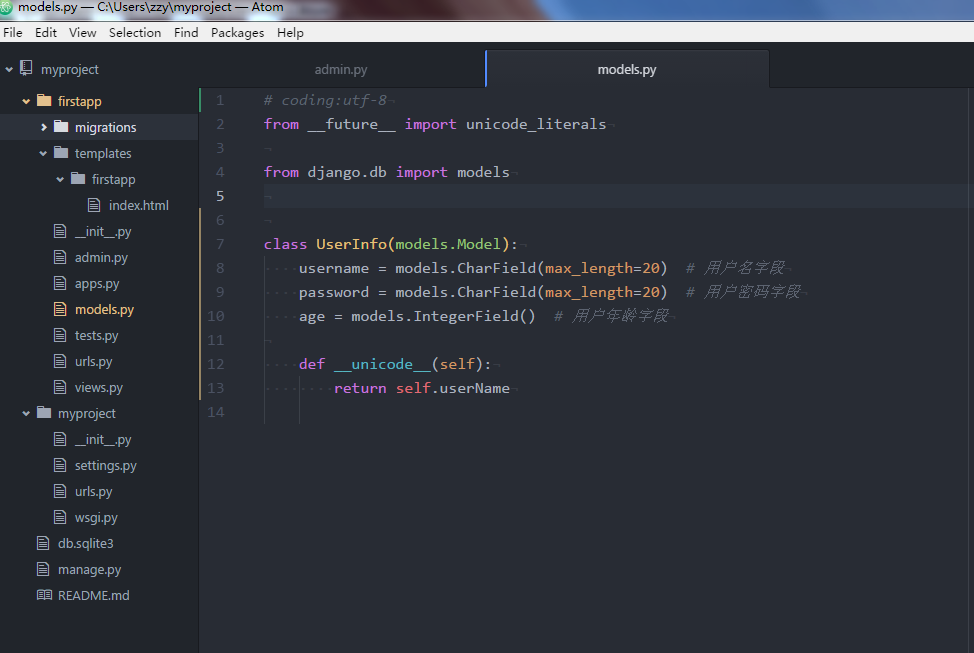 models.py — C:\Users\zzy\myproject — Atom
File Edit View Selection Find Packages Help
myproject
firstapp
migrations
templates
firstapp
index.html
__init__.py
admin.py
apps.py
models.py
tests.py
urls.py
views.py
myproject
__init__.py
settings.py
urls.py
wsgi.py
db.sqlite3
manage.py
README.md
admin.py models.py
1 # coding:utf-8
2 from __future__ import unicode_literals
3
4 from django.db import models
5
6
7 class UserInfo(models.Model):
8 username = models.CharField(max_length=20) # 用户名字段
9 password = models.CharField(max_length=20) # 用户密码字段
10 age = models.IntegerField() # 用户年龄字段
11
12 def __unicode__(self):
13 return self.userName
14